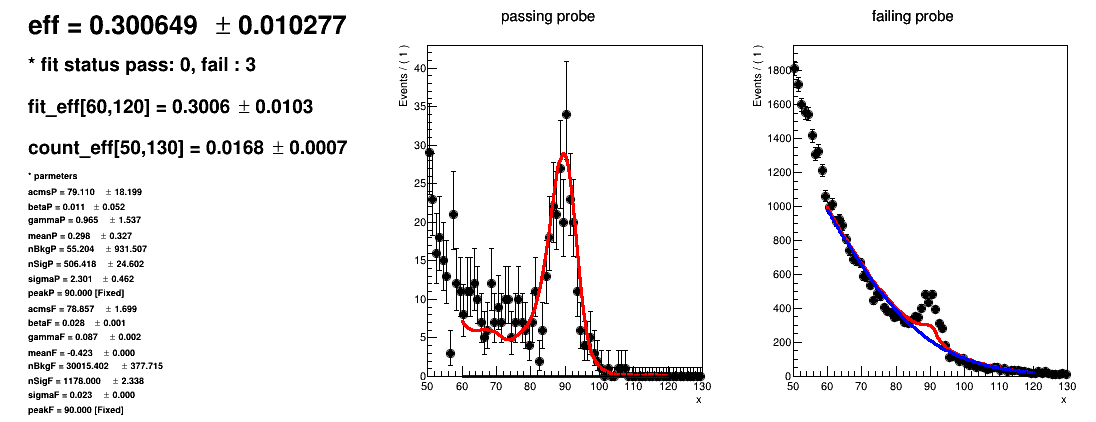 eff = 0.300649 ± 0.010277
* fit status pass: 0, fail : 3
fit_eff[60,120] = 0.3006 ± 0.0103
count_eff[50,130] = 0.0168 ± 0.0007
* parmeters
acmsP = 79.110 ± 18.199
betaP = 0.011 ± 0.052
gammaP = 0.965 ± 1.537
meanP = 0.298 ± 0.327
nBkgP = 55.204 ± 931.507
nSigP = 506.418 ± 24.602
sigmaP = 2.301 ± 0.462
peakP = 90.000 [Fixed]
acmsF = 78.857 ± 1.699
betaF = 0.028 ± 0.001
gammaF = 0.087 ± 0.002
meanF = -0.423 ± 0.000
nBkgF = 30015.402 ± 377.715
nSigF = 1178.000 ± 2.338
sigmaF = 0.023 ± 0.000
peakF = 90.000 [Fixed]
passing probe
Events / ( 1 )
40
35
30
25
20
15
10
5
0
50 60 70 80 90 100 110 120 130
x
failing probe
Events / ( 1 )
1800
1600
1400
1200
1000
800
600
400
200
0
50 60 70 80 90 100 110 120 130
x